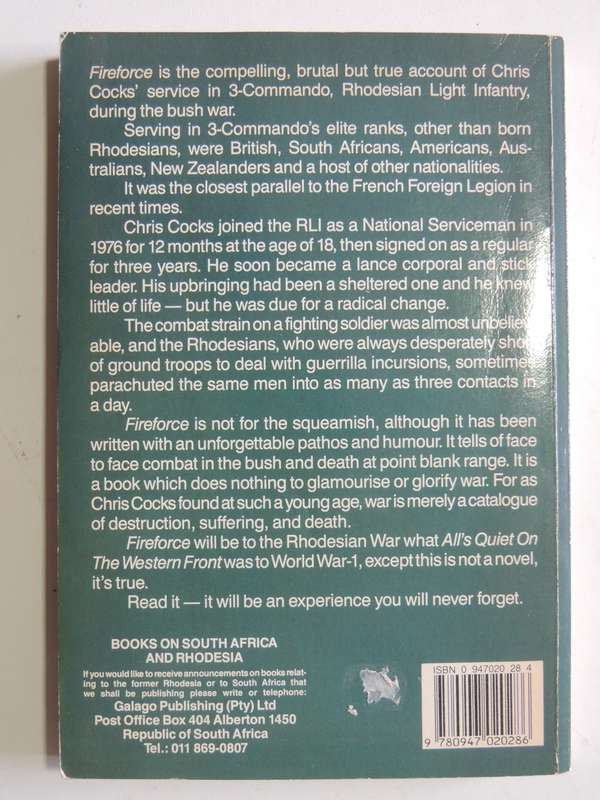 Fireforce is the compelling, brutal but true account of Chris
Cocks' service in 3-Commando, Rhodesian Light Infantry,
during the bush war.
Serving in 3-Commando's elite ranks, other than born
Rhodesians, were British, South Africans, Americans, Aus-
tralians, New Zealanders and a host of other nationalities.
It was the closest parallel to the French Foreign Legion in
recent times.
Chris Cocks joined the RLI as a National Serviceman in
1976 for 12 months at the age of 18, then signed on as a regular
for three years. He soon became a lance corporal and stick
leader. His upbringing had been a sheltered one and he knew
little of life — but he was due for a radical change.
The combat strain on a fighting soldier was almost unbeliev-
able, and the Rhodesians, who were always desperately short
of ground troops to deal with guerrilla incursions, sometimes
parachuted the same men into as many as three contacts in
a day.
Fireforce is not for the squeamish, although it has been
written with an unforgettable pathos and humour. It tells of face
to face combat in the bush and death at point blank range. It is
a book which does nothing to glamourise or glorify war. For as
Chris Cocks found at such a young age, war is merely a catalogue
of destruction, suffering, and death.
Fireforce will be to the Rhodesian War what All's Quiet On
The Western Front was to World War-1, except this is not a novel,
it's true.
Read it — it will be an experience you will never forget.
BOOKS ON SOUTH AFRICA
AND RHODESIA
If you would like to receive announcements on books relat-
ing to the former Rhodesia or to South Africa that
we shall be publishing please write or telephone:
Galago Publishing (Pty) Ltd
Post Office Box 404 Alberton 1450
Republic of South Africa
Tel.: 011 869-0807
ISBN 0 947020 28 4
9 780947 020286